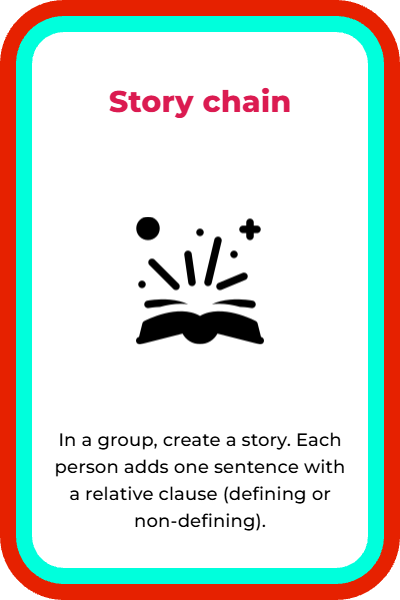 Story chain
In a group, create a story. Each
person adds one sentence with
a relative clause (defining or
non-defining).